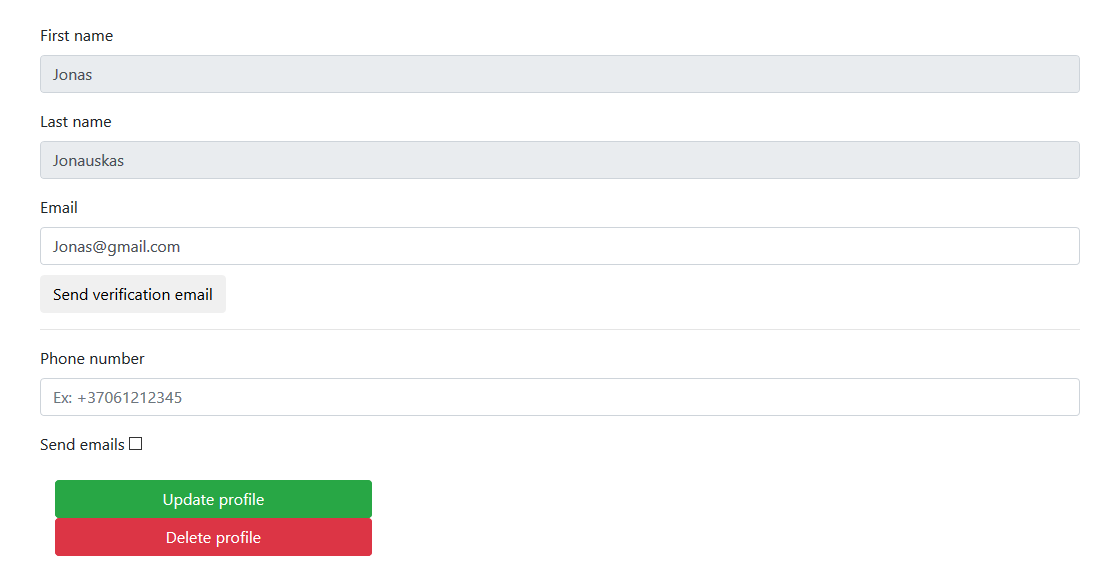 First name
Jonas
Last name
Jonauskas
Email
Jonas@gmail.com
Send verification email
Phone number
Ex: +37061212345
Send emails
Update profile
Delete profile